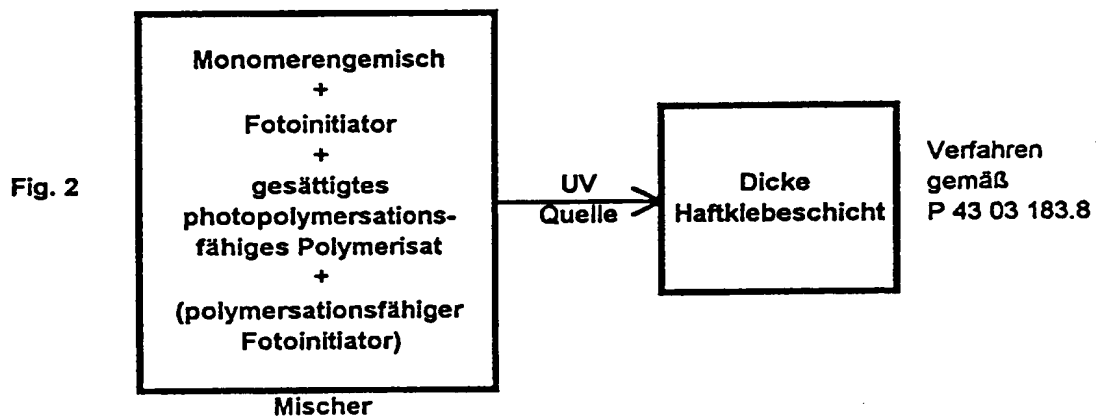 Fig. 2
Monomerengemisch
+
Fotoinitiator
+
gesättigtes
photopolymersations-
fähiges Polymerisat
+
(polymersationsfähiger
Fotoinitiator)
Mischer
UV
Quelle
Dicke
Haftklebeschicht
Verfahren
gemäß
P 43 03 183.8